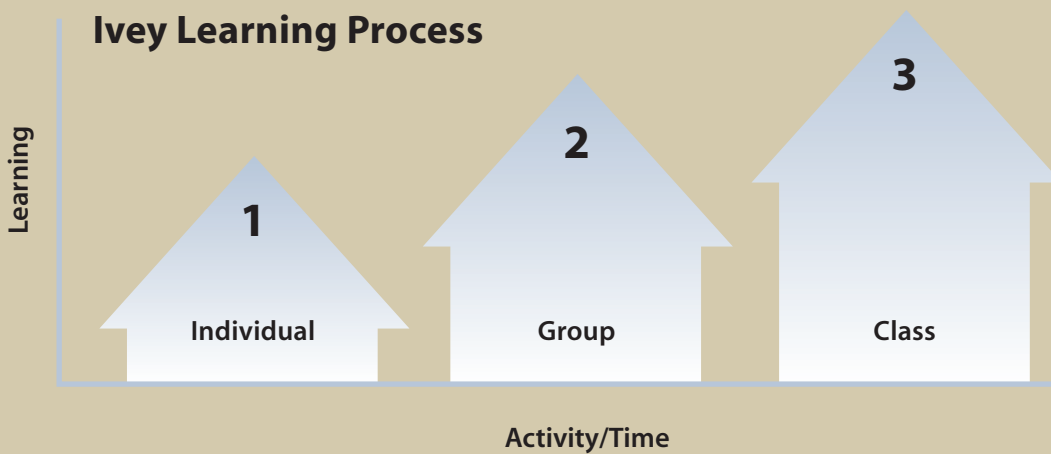 Ivey Learning Process
Learning
1
Individual
2
Group
3
Class
Activity/Time